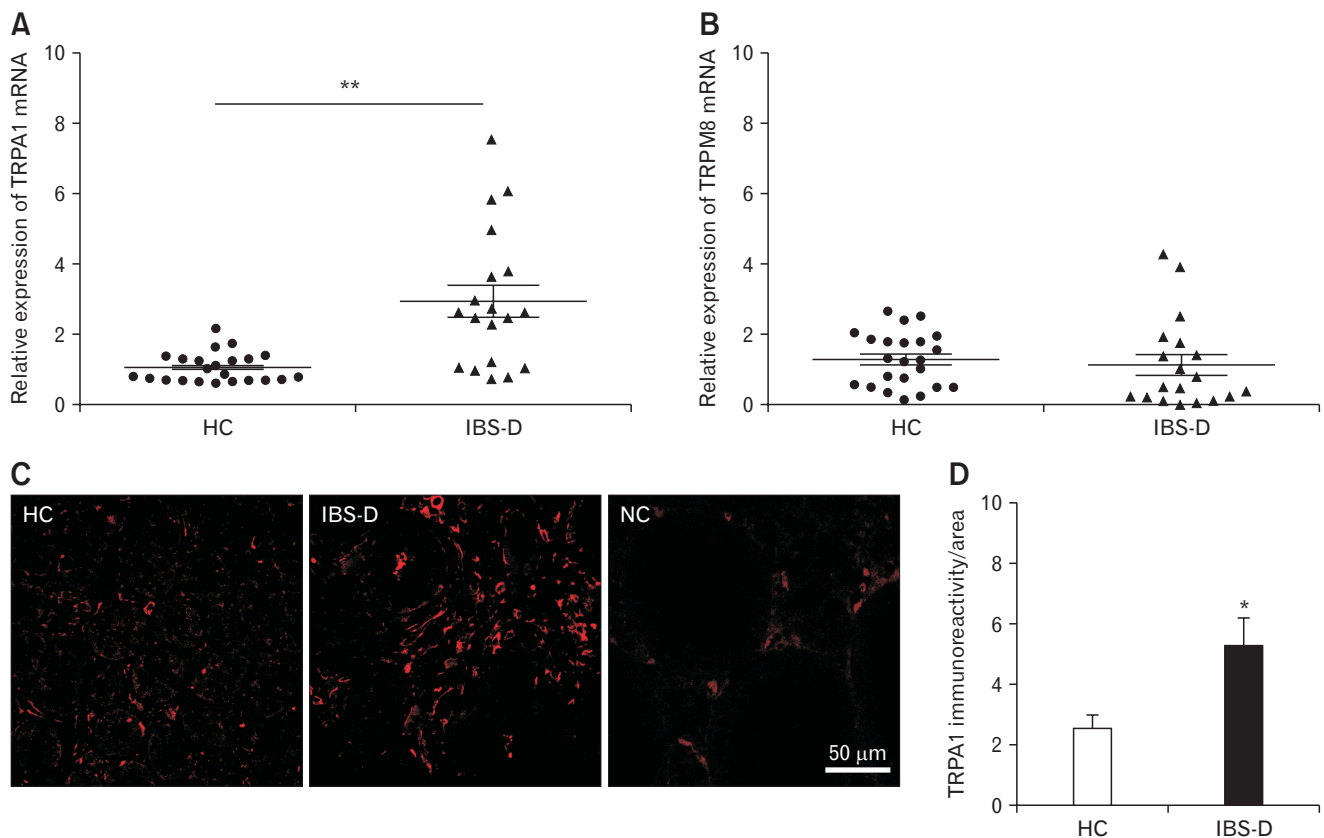 A
Relative expression of TRPA1 mRNA
10
8
6
4
2
0
**
HC
IBS-D
B
Relative expression of TRPM8 mRNA
10
8
6
4
2
0
HC
IBS-D
C
HC
IBS-D
NC
50 μm
D
TRPA1 immunoreactivity/area
10
8
6
4
2
0
*
HC
IBS-D